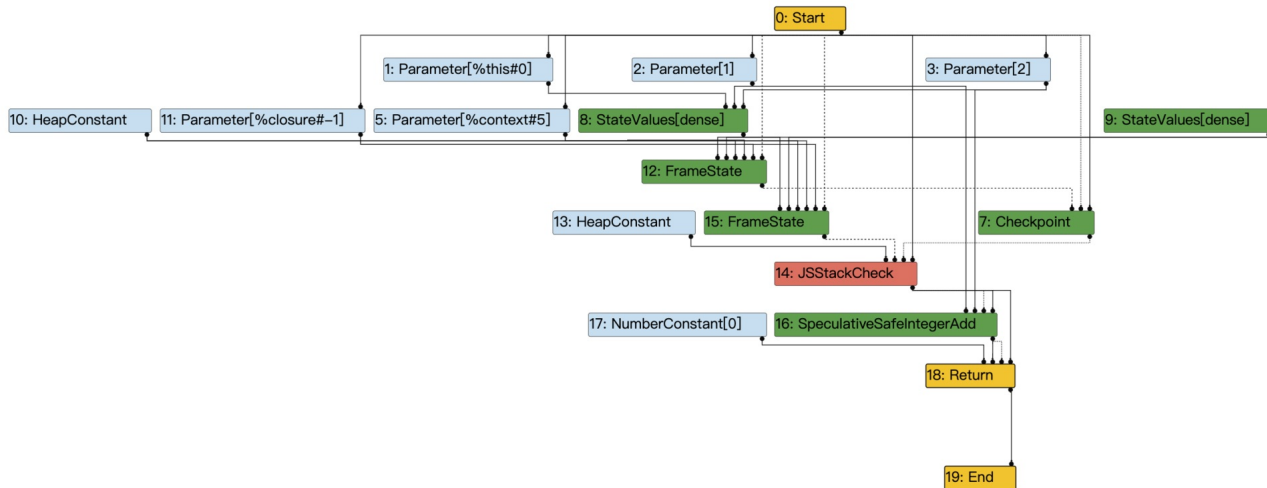 0: Start
1: Parameter[%this#0]
2: Parameter[1]
3: Parameter[2]
10: HeapConstant
11: Parameter[%closure#-1]
5: Parameter[%context#5]
8: StateValues[dense]
9: StateValues[dense]
12: FrameState
13: HeapConstant
15: FrameState
7: Checkpoint
14: JSStackCheck
17: NumberConstant[0]
16: SpeculativeSafeIntegerAdd
18: Return
19: End